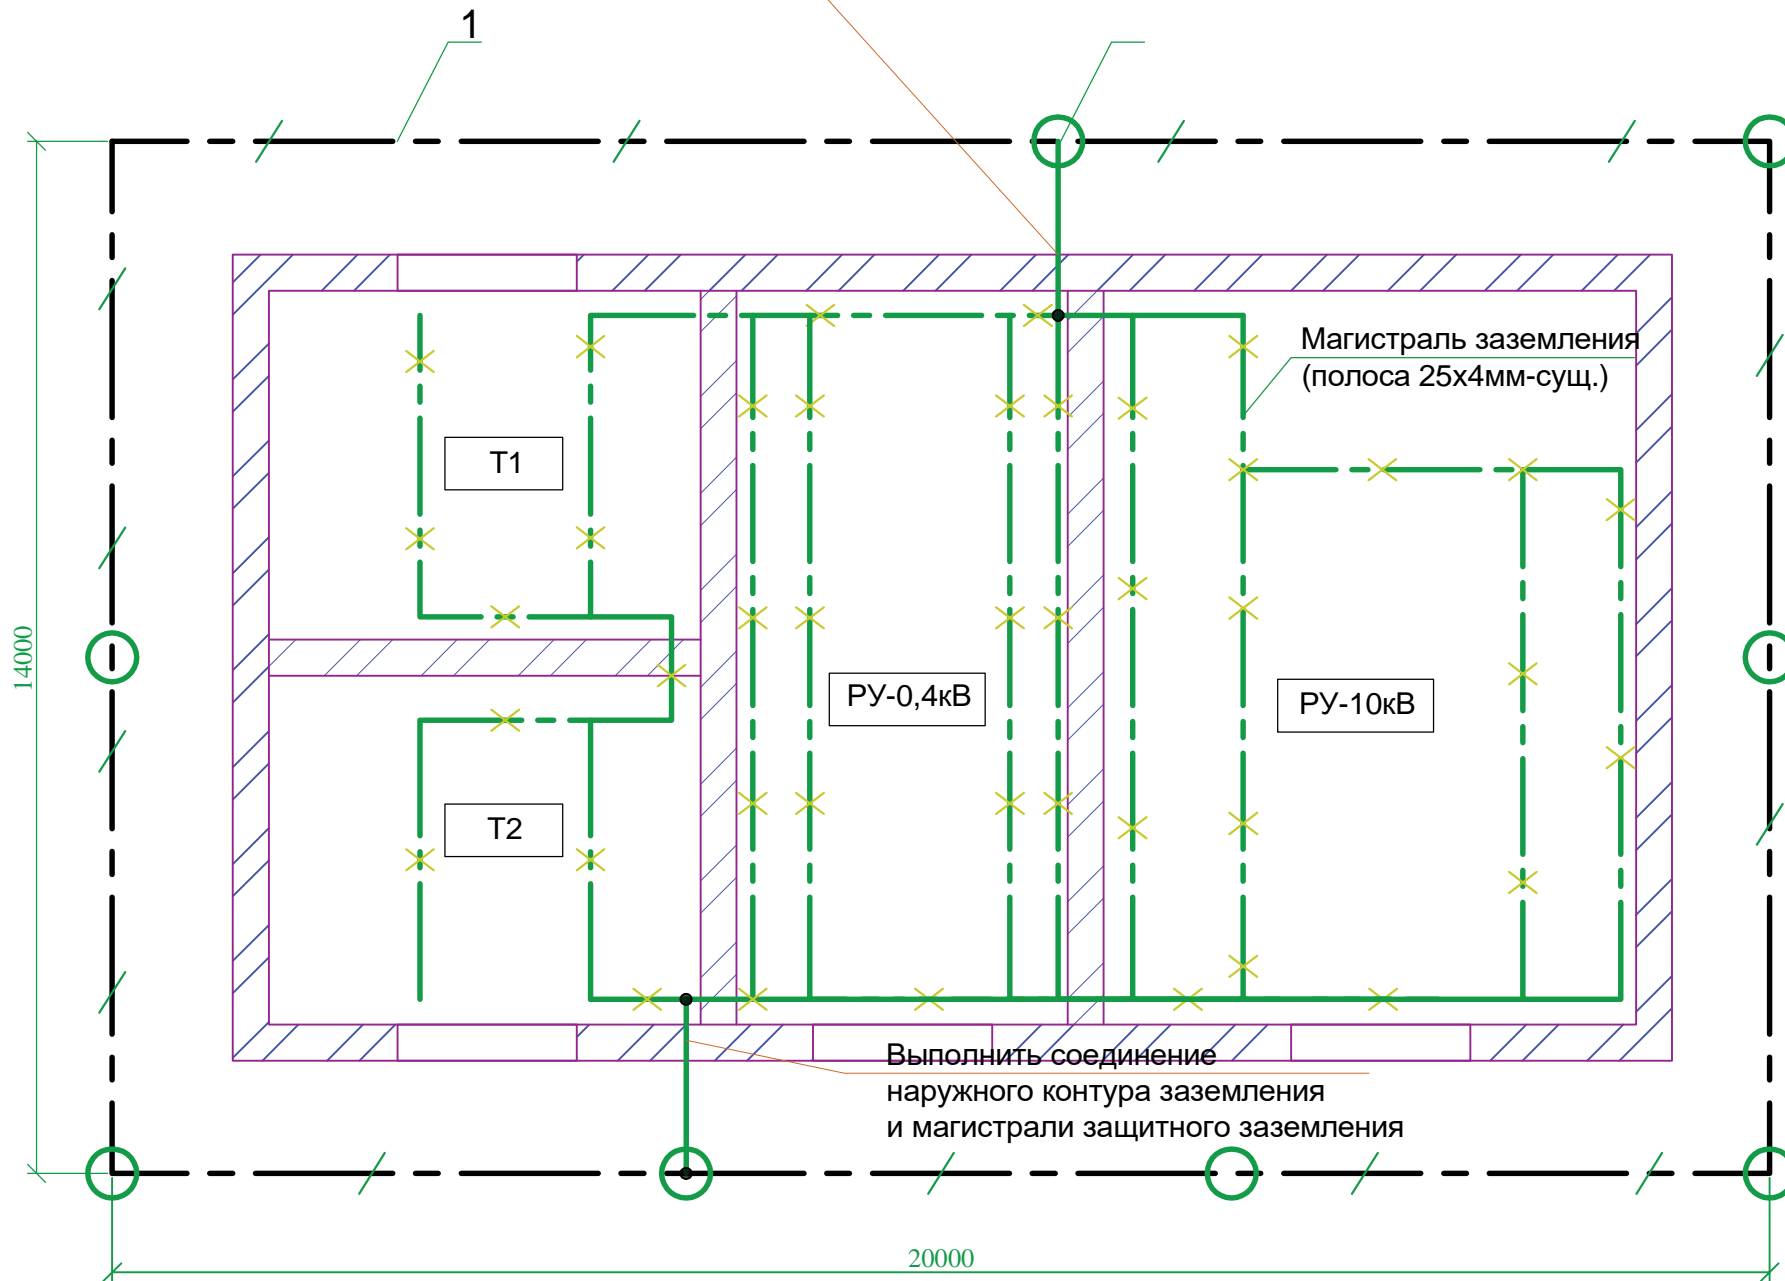 1
Магистраль заземления
(полоса 25х4мм-сущ.)
Т1
14000
РУ-0,4кВ
РУ-10кВ
Т2
Выполнить соединение
наружного контура заземления
и магистрали защитного заземления
20000